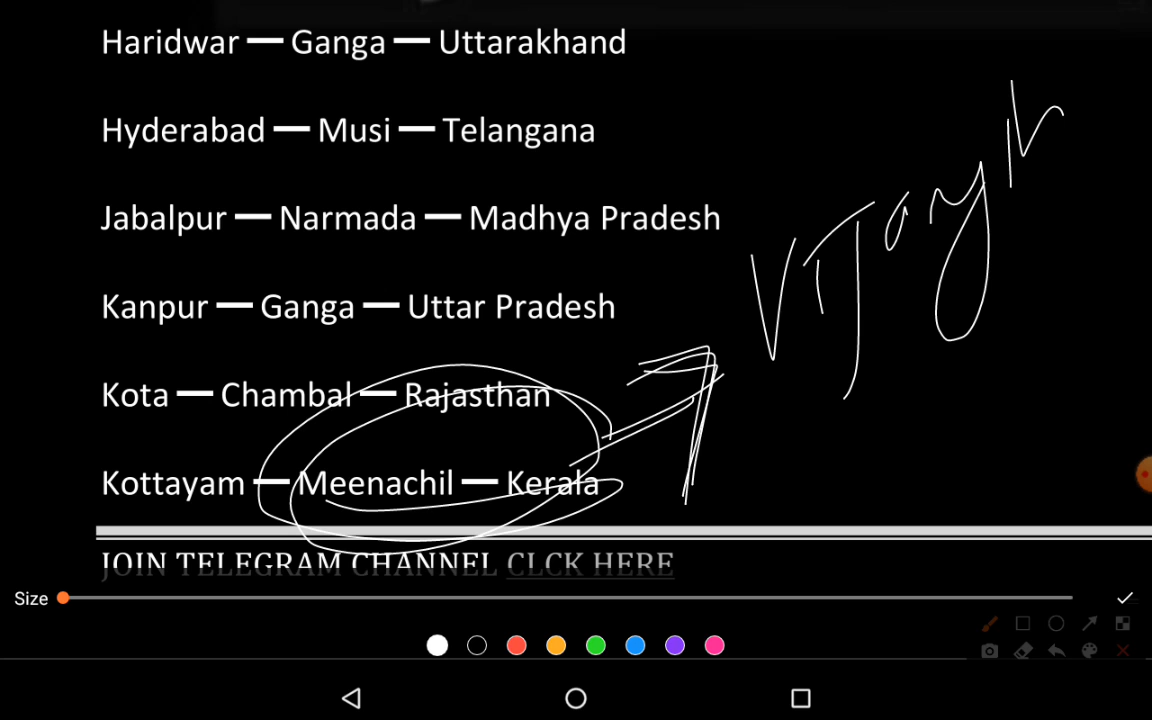 Haridwar — Ganga — Uttarakhand
Hyderabad — Musi — Telangana
Jabalpur — Narmada — Madhya Pradesh
Kanpur — Ganga — Uttar Pradesh
Kota — Chambal — Rajasthan
Kottayam — Meenachil — Kerala
JOIN TELEGRAM CHANNEL CLCK HERE
Size